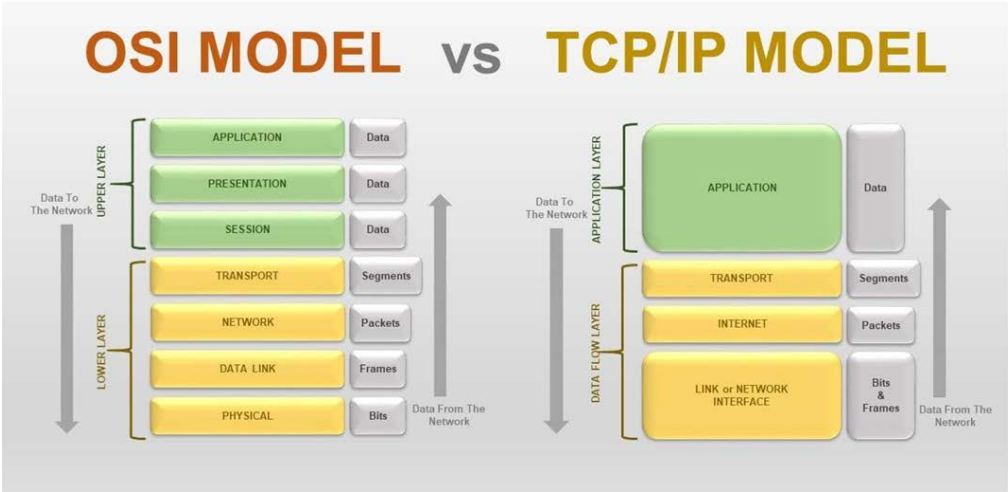 OSI MODEL vs TCP/IP MODEL
UPPER LAYER
APPLICATION Data
PRESENTATION Data
SESSION Data
LOWER LAYER
TRANSPORT Segments
NETWORK Packets
DATA LINK Frames
PHYSICAL Bits
Data To
The Network
Data From The
Network
APPLICATION LAYER
APPLICATION Data
DATA FLOW LAYER
TRANSPORT Segments
INTERNET Packets
LINK or NETWORK
INTERFACE
Bits
&
Frames
Data To
The Network
Data From The
Network